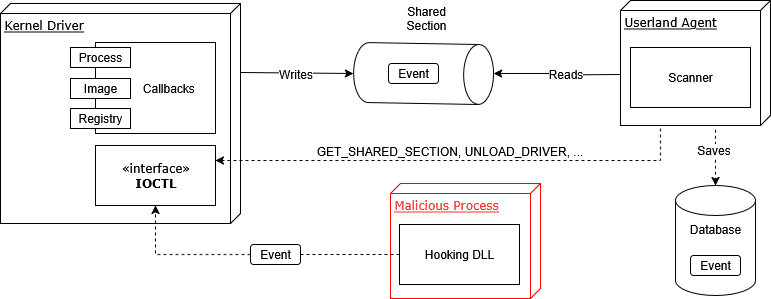 Kernel Driver
Process
Image
Registry
Callbacks
«interface»
IOCTL
Writes
Shared
Section
Event
Reads
Userland Agent
Scanner
GET_SHARED_SECTION, UNLOAD_DRIVER, ...
Saves
Malicious Process
Hooking DLL
Event
Database
Event